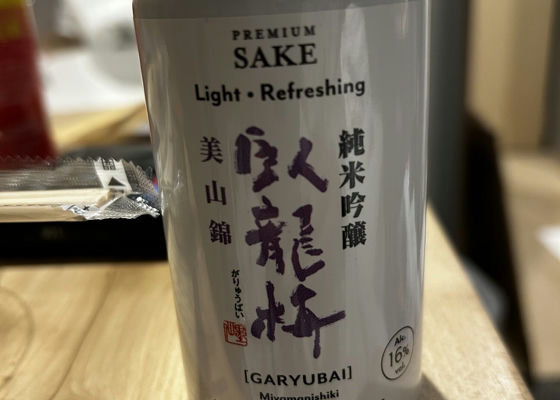 PREMIUM
SAKE
Light • Refreshing
純米吟醸
臥龍梅
がりゅうばい
美山錦
[GARYUBAI]
Miyamanishiki
Alc.
16%
vol.